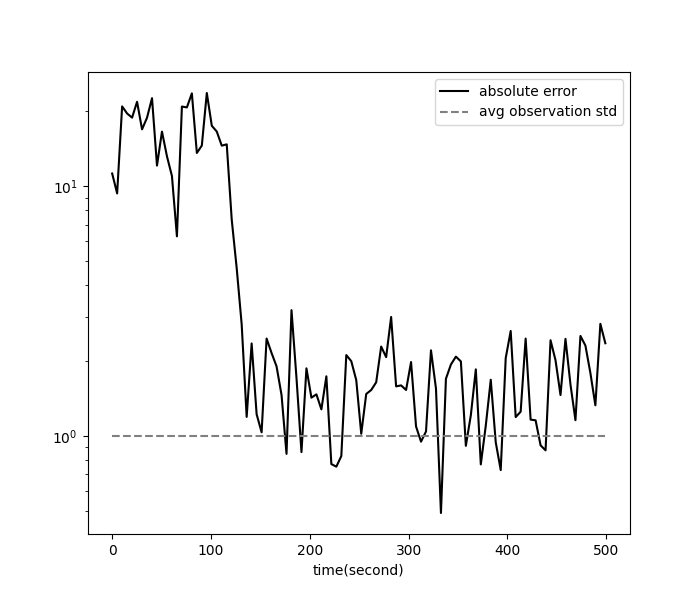 absolute error
avg observation std
10¹
10⁰
0 100 200 300 400 500
time(second)